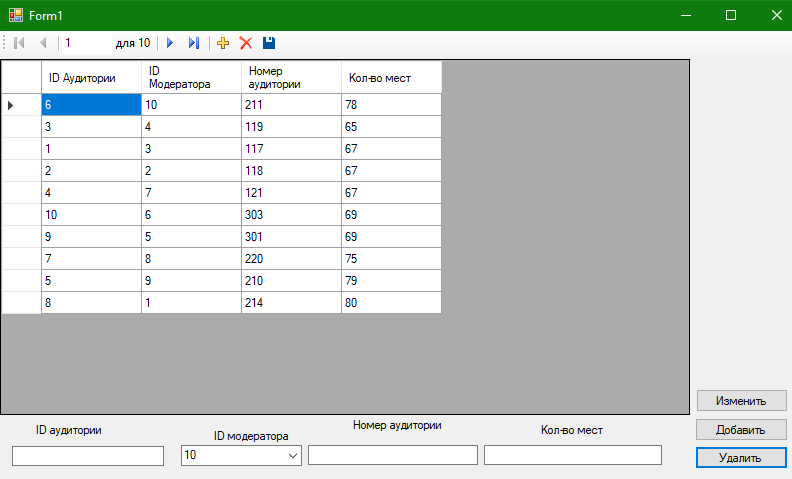 Form1
1 для 10
ID Аудитории ID Модератора Номер аудитории Кол-во мест
6 10 211 78
3 4 119 65
1 3 117 67
2 2 118 67
4 7 121 67
10 6 303 69
9 5 301 69
7 8 220 75
5 9 210 79
8 1 214 80
Изменить
Добавить
Удалить
ID аудитории ID модератора Номер аудитории Кол-во мест
10